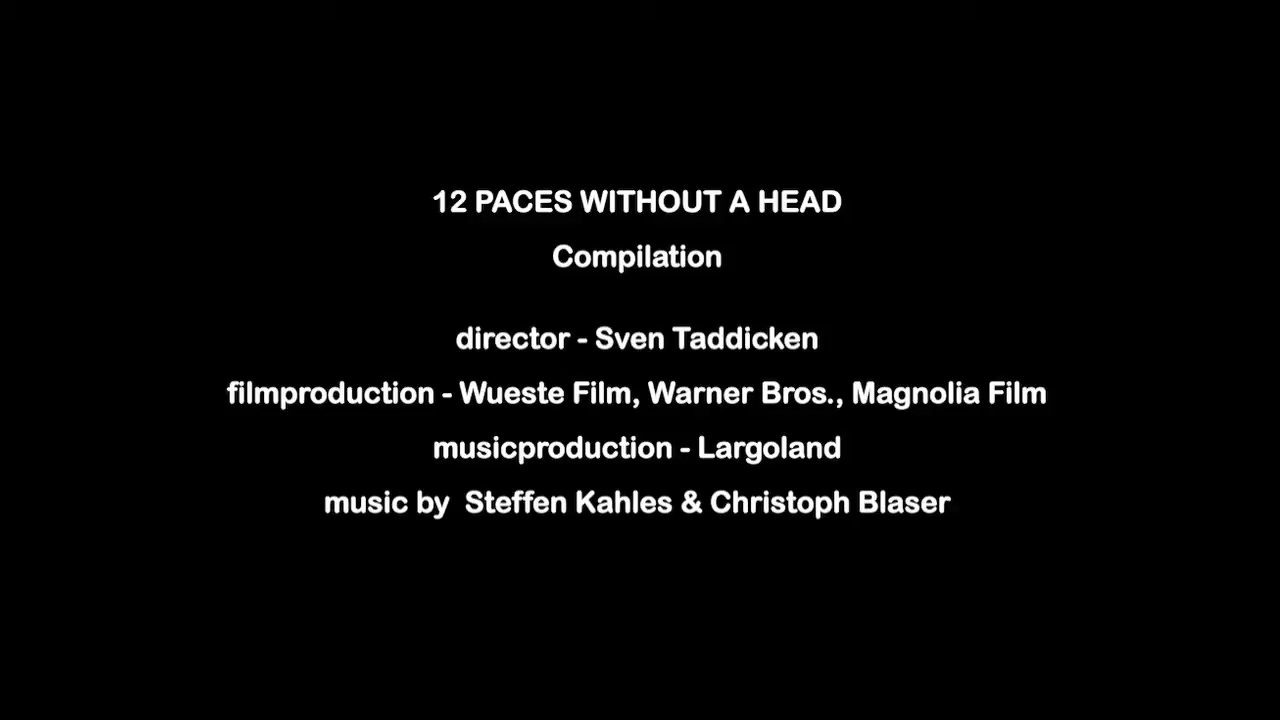 12 PACES WITHOUT A HEAD
Compilation
director - Sven Taddicken
filmproduction - Wueste Film, Warner Bros., Magnolia Film
musicproduction - Largoland
music by  Steffen Kahles & Christoph Blaser